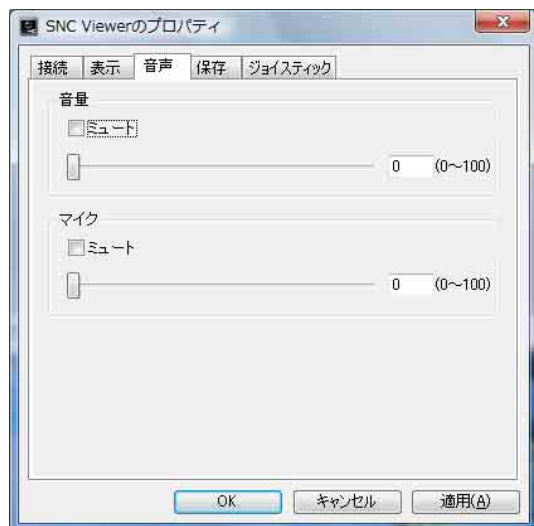 SNC Viewerのプロパティ
接続 表示 音声 保存 ジョイスティック
音量
ミュート
0 (0～100)
マイク
ミュート
0 (0～100)
OK キャンセル 適用(A)